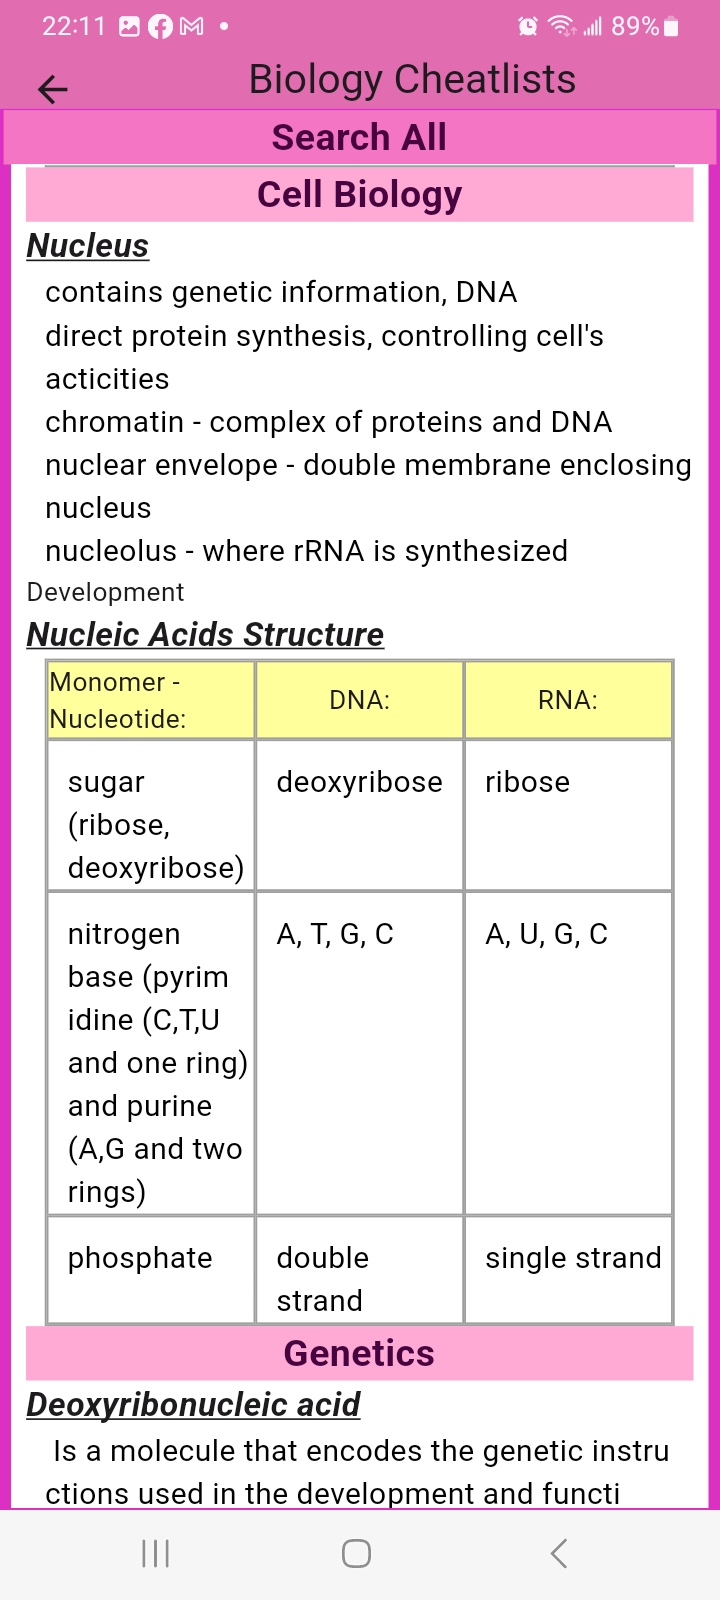 22:11
89%
Biology Cheatlists
Search All
Cell Biology
Nucleus
contains genetic information, DNA
direct protein synthesis, controlling cell's
acticities
chromatin - complex of proteins and DNA
nuclear envelope - double membrane enclosing
nucleus
nucleolus - where rRNA is synthesized
Development
Nucleic Acids Structure
Monomer -
Nucleotide:
DNA:
RNA:
sugar
(ribose,
deoxyribose)
deoxyribose
ribose
nitrogen
base (pyrim
idine (C,T,U
and one ring)
and purine
(A,G and two
rings)
A, T, G, C
A, U, G, C
phosphate
double
strand
single strand
Genetics
Deoxyribonucleic acid
Is a molecule that encodes the genetic instru
ctions used in the development and functi